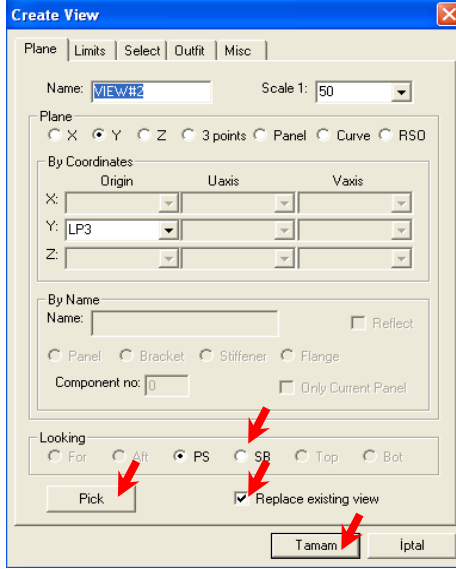 Create View
Plane Limits Select Outfit Misc
Name: VIEW#2 Scale 1: 50
Plane
X Y Z 3 points Panel Curve RSO
By Coordinates
Origin Uaxis Vaxis
X:
Y: LP3
Z:
By Name
Name: Reflect
Panel Bracket Stiffener Flange
Component no: 0 Only Current Panel
Looking
For Aft PS SB Top Bot
Pick Replace existing view
Tamam İptal